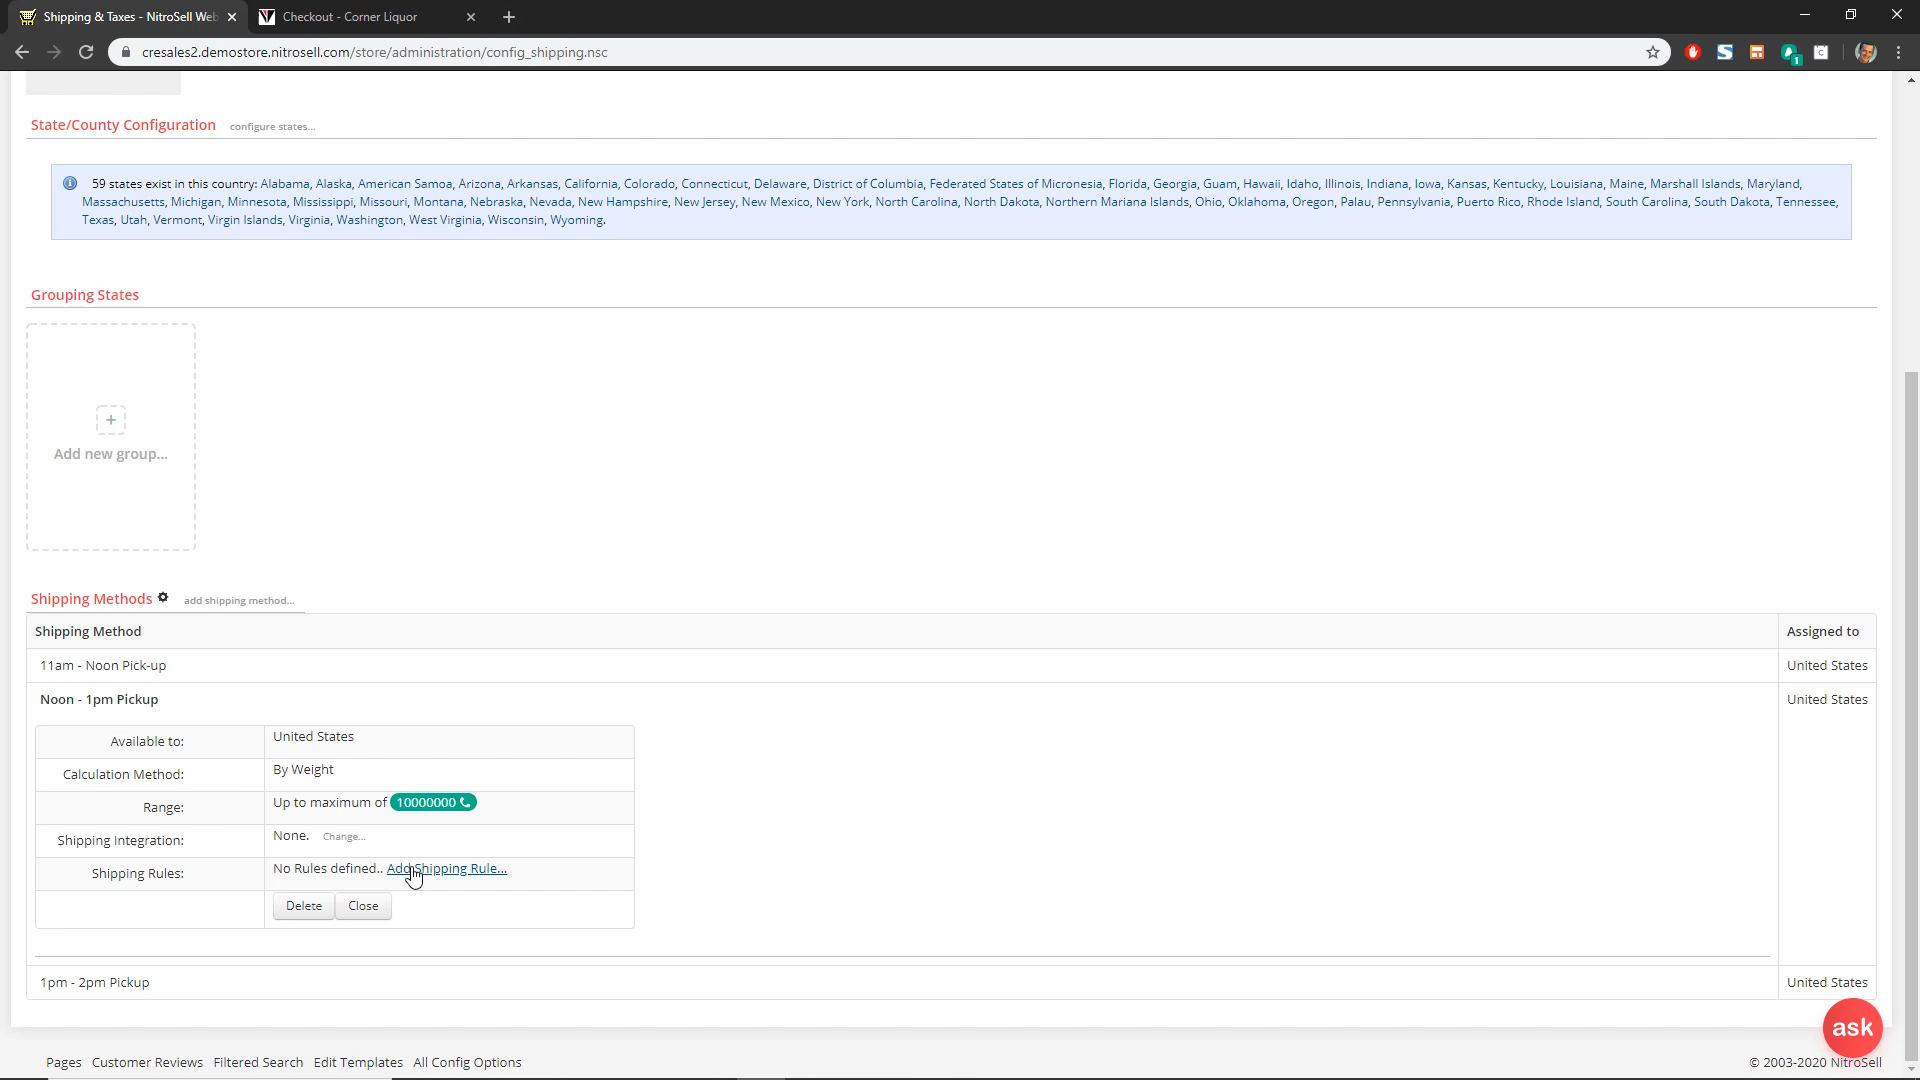 Shipping & Taxes - NitroSell Web
Checkout - Corner Liquor
cresales2.demostore.nitrosell.com/store/administration/config_shipping.nsc
1
State/County Configuration configure states...
59 states exist in this country: Alabama, Alaska, American Samoa, Arizona, Arkansas, California, Colorado, Connecticut, Delaware, District of Columbia, Federated States of Micronesia, Florida, Georgia, Guam, Hawaii, Idaho, Illinois, Indiana, Iowa, Kansas, Kentucky, Louisiana, Maine, Marshall Islands, Maryland,
Massachusetts, Michigan, Minnesota, Mississippi, Missouri, Montana, Nebraska, Nevada, New Hampshire, New Jersey, New Mexico, New York, North Carolina, North Dakota, Northern Mariana Islands, Ohio, Oklahoma, Oregon, Palau, Pennsylvania, Puerto Rico, Rhode Island, South Carolina, South Dakota, Tennessee,
Texas, Utah, Vermont, Virgin Islands, Virginia, Washington, West Virginia, Wisconsin, Wyoming.
Grouping States
+
Add new group...
Shipping Methods add shipping method...
Shipping Method Assigned to
11am - Noon Pick-up United States
Noon - 1pm Pickup United States
Available to: United States
Calculation Method: By Weight
Range: Up to maximum of 10000000
Shipping Integration: None. Change...
Shipping Rules: No Rules defined.. Add Shipping Rule...
Delete Close
1pm - 2pm Pickup United States
ask
Pages Customer Reviews Filtered Search Edit Templates All Config Options © 2003-2020 NitroSell